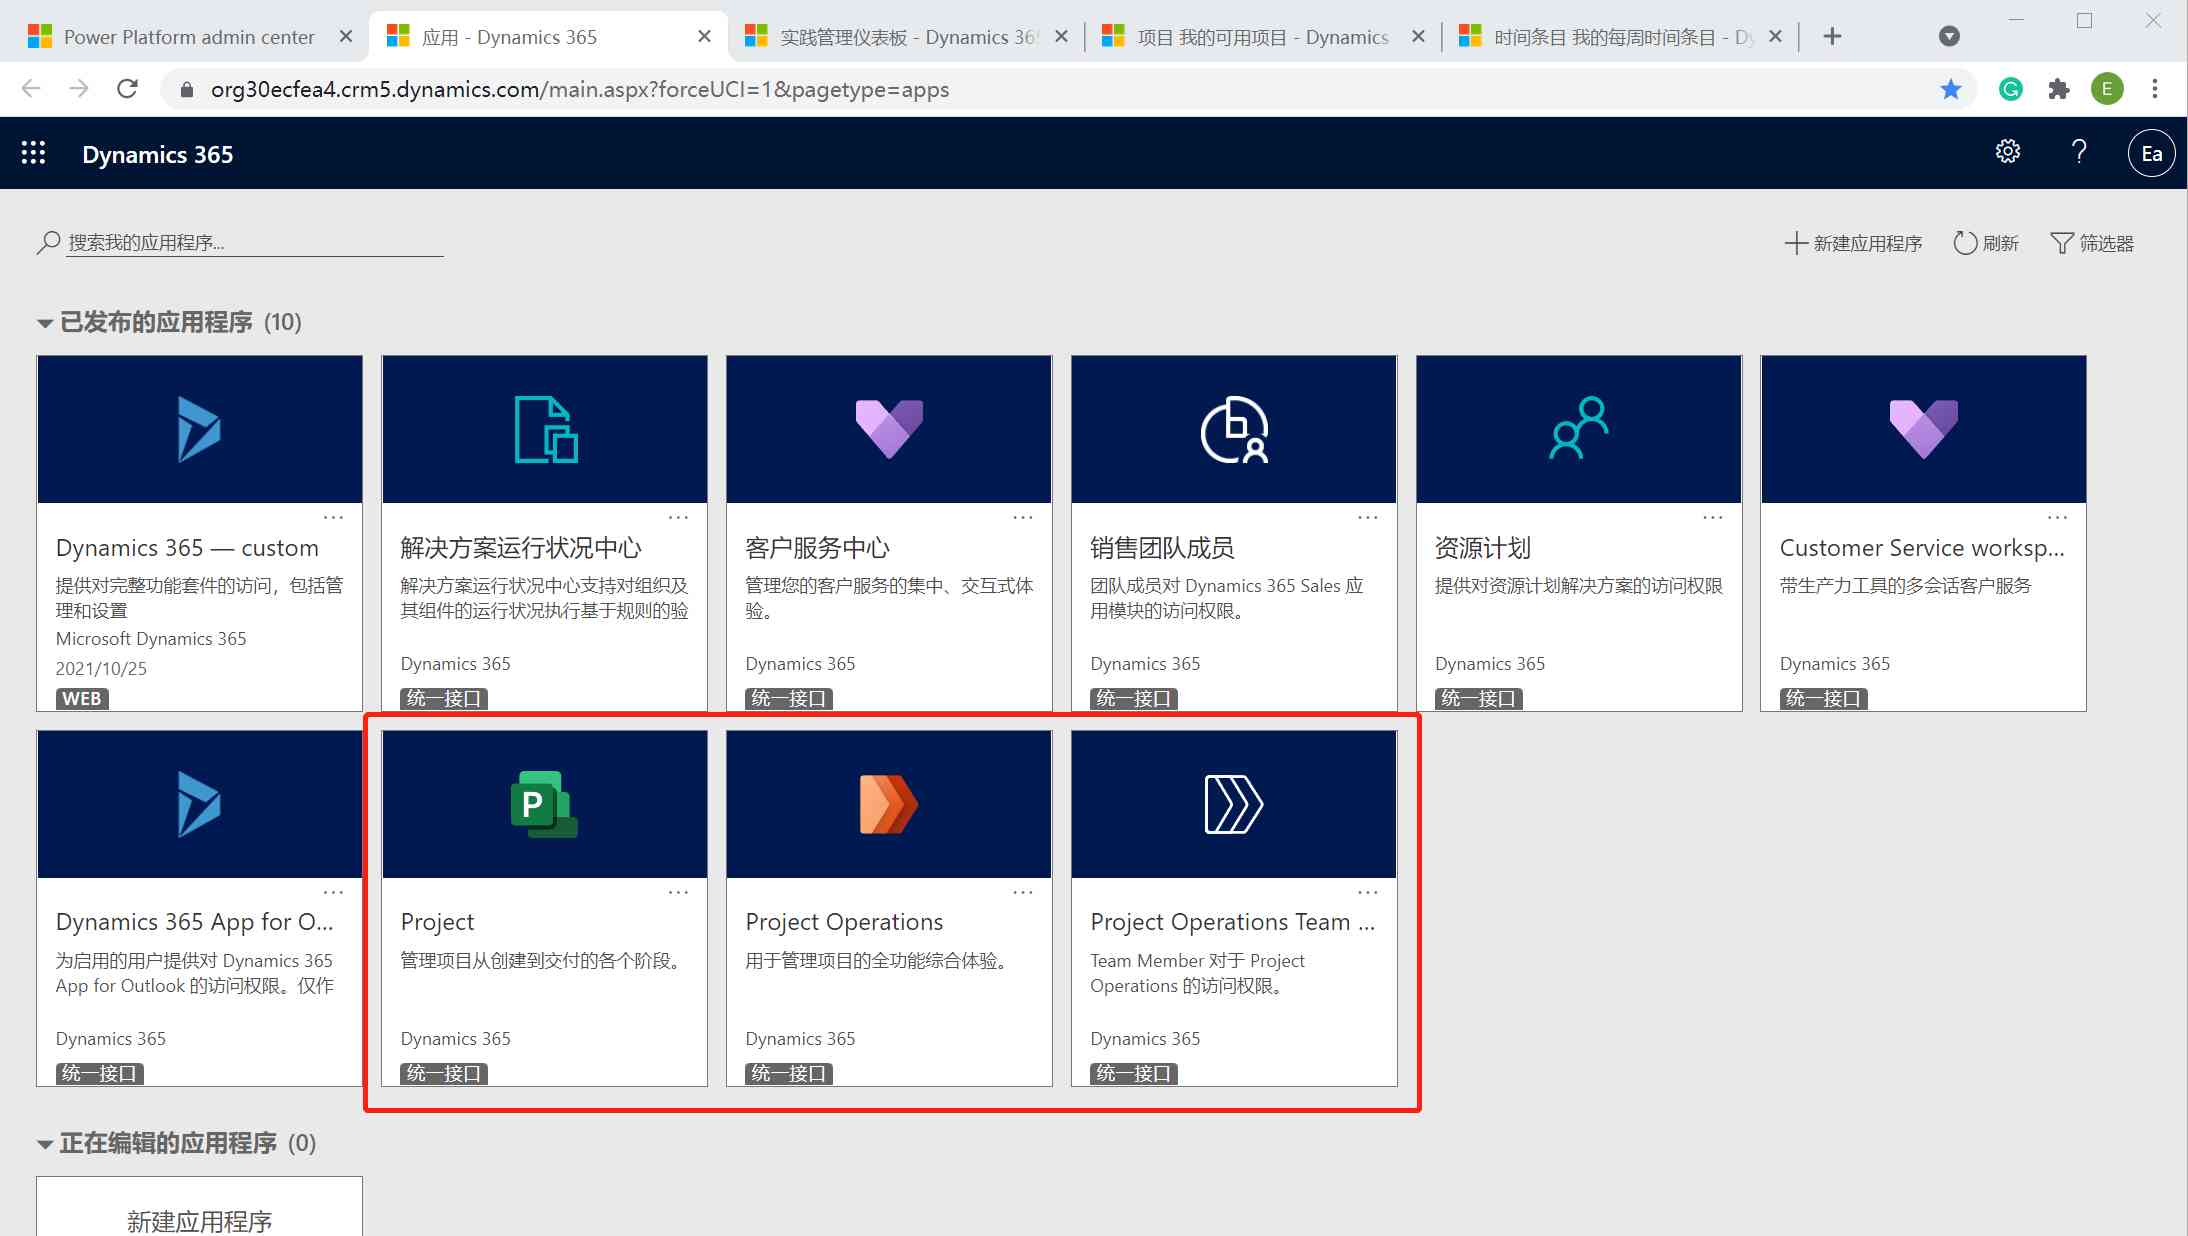 Power Platform admin center
应用 - Dynamics 365
实践管理仪表板 - Dynamics 365
项目 我的可用项目 - Dynamics
时间条目 我的每周时间条目 - Dy
org30ecfea4.crm5.dynamics.com/main.aspx?forceUCI=1&pagetype=apps
G
E
Dynamics 365
?
Ea
搜索我的应用程序...
新建应用程序
刷新
筛选器
已发布的应用程序 (10)
Dynamics 365 — custom
提供对完整功能套件的访问，包括管
理和设置
Microsoft Dynamics 365
2021/10/25
WEB
解决方案运行状况中心
解决方案运行状况中心支持对组织及
其组件的运行状况执行基于规则的验
Dynamics 365
统一接口
客户服务中心
管理您的客户服务的集中、交互式体
验。
Dynamics 365
统一接口
销售团队成员
团队成员对 Dynamics 365 Sales 应
用模块的访问权限。
Dynamics 365
统一接口
资源计划
提供对资源计划解决方案的访问权限
Dynamics 365
统一接口
Customer Service worksp...
带生产力工具的多会话客户服务
Dynamics 365
统一接口
Dynamics 365 App for O...
为启用的用户提供对 Dynamics 365
App for Outlook 的访问权限。仅作
Dynamics 365
统一接口
P
Project
管理项目从创建到交付的各个阶段。
Dynamics 365
统一接口
Project Operations
用于管理项目的全功能综合体验。
Dynamics 365
统一接口
Project Operations Team ...
Team Member 对于 Project
Operations 的访问权限。
Dynamics 365
统一接口
正在编辑的应用程序 (0)
新建应用程序